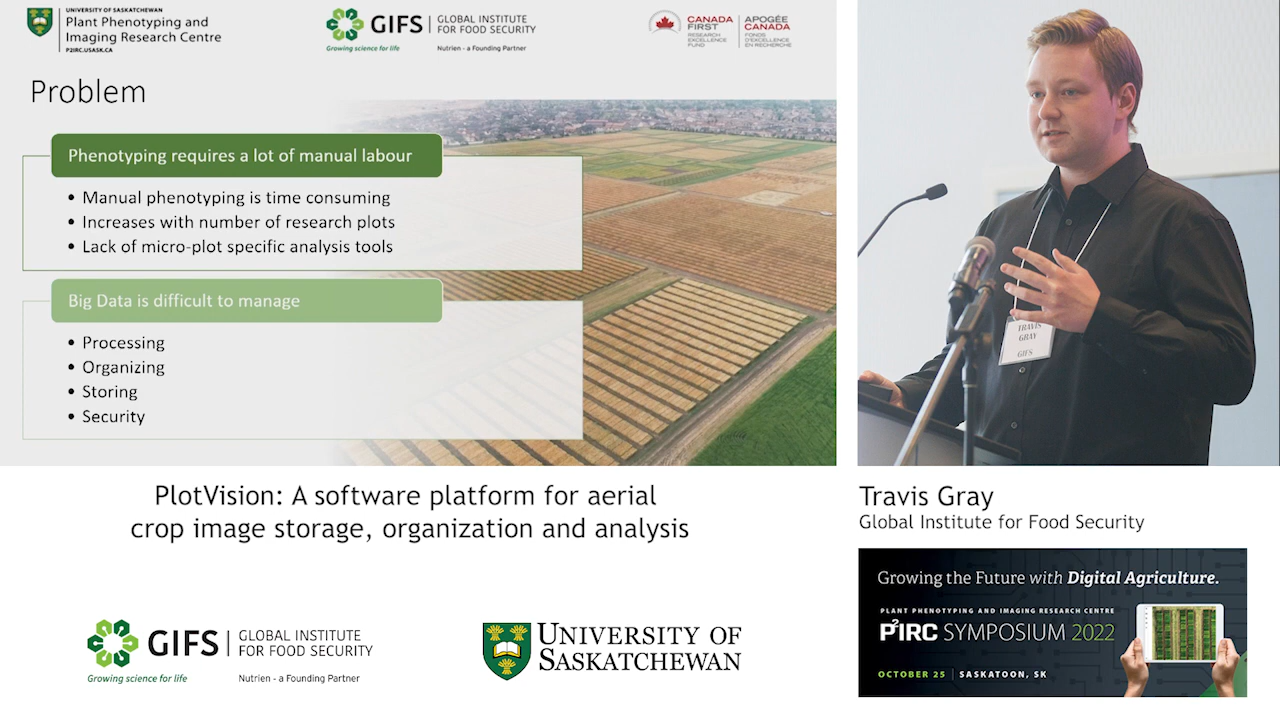 UNIVERSITY OF SASKATCHEWAN
Plant Phenotyping and
Imaging Research Centre
P2IRC.USASK.CA
GIFS
GLOBAL INSTITUTE
FOR FOOD SECURITY
Growing science for life
Nutrien - a Founding Partner
CANADA
FIRST
RESEARCH
EXCELLENCE
FUND
APOGÉE
CANADA
FONDS
D'EXCELLENCE
EN RECHERCHE
Problem
Phenotyping requires a lot of manual labour
• Manual phenotyping is time consuming
• Increases with number of research plots
• Lack of micro-plot specific analysis tools
Big Data is difficult to manage
• Processing
• Organizing
• Storing
• Security
TRAVIS
GRAY
GIFS
PlotVision: A software platform for aerial
crop image storage, organization and analysis
Travis Gray
Global Institute for Food Security
GIFS
GLOBAL INSTITUTE
FOR FOOD SECURITY
Growing science for life
Nutrien - a Founding Partner
UNIVERSITY OF
SASKATCHEWAN
Growing the Future with Digital Agriculture.
PLANT PHENOTYPING AND IMAGING RESEARCH CENTRE
P2IRC SYMPOSIUM 2022
OCTOBER 25 | SASKATOON, SK